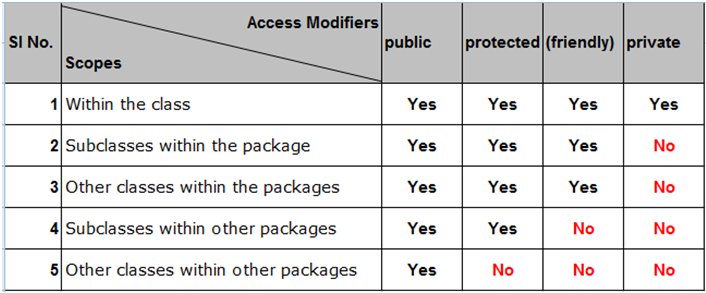 Access Modifiers
Sl No. public protected (friendly) private
Scopes
1 Within the class Yes Yes Yes Yes
2 Subclasses within the package Yes Yes Yes No
3 Other classes within the packages Yes Yes Yes No
4 Subclasses within other packages Yes Yes No No
5 Other classes within other packages Yes No No No